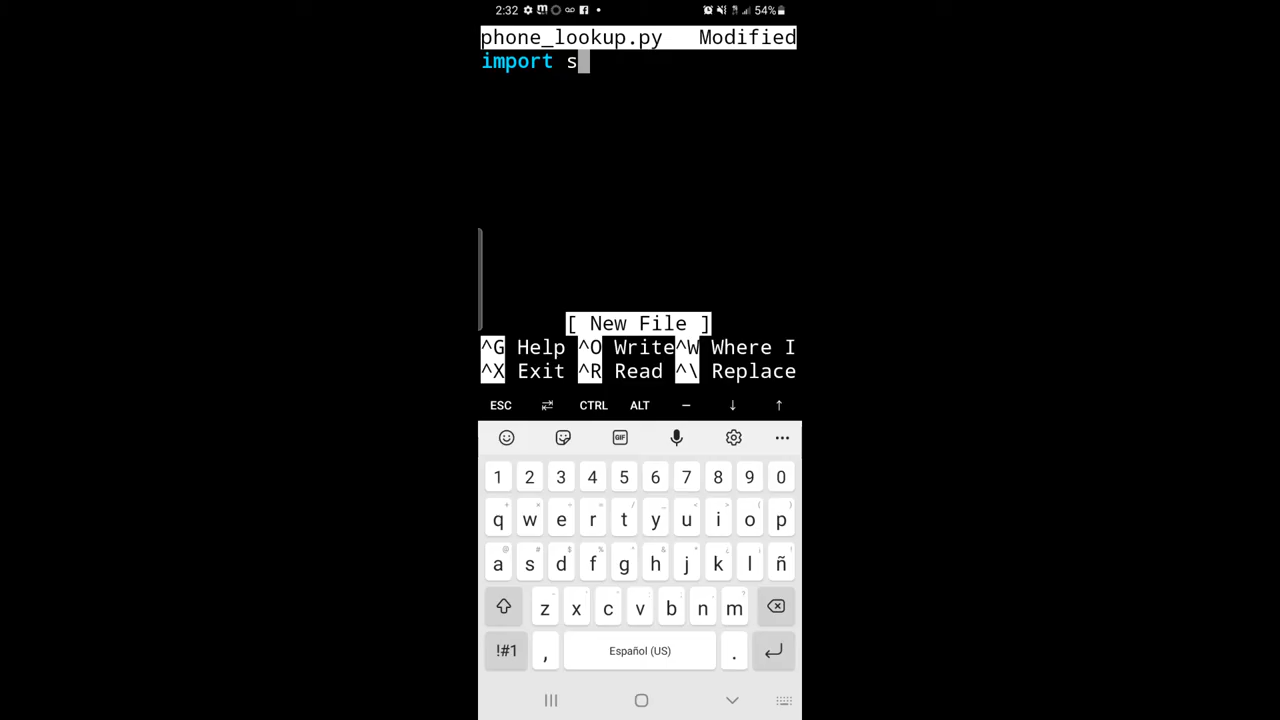 2:32 54%
phone_lookup.py Modified
import s
[ New File ]
^G Help ^O Write^W Where I
^X Exit ^R Read ^\ Replace
ESC CTRL ALT – ↓ ↑
GIF
1 2 3 4 5 6 7 8 9 0
q w e r t y u i o p
a s d f g h j k l ñ
z x c v b n m
!#1 , Español (US) .